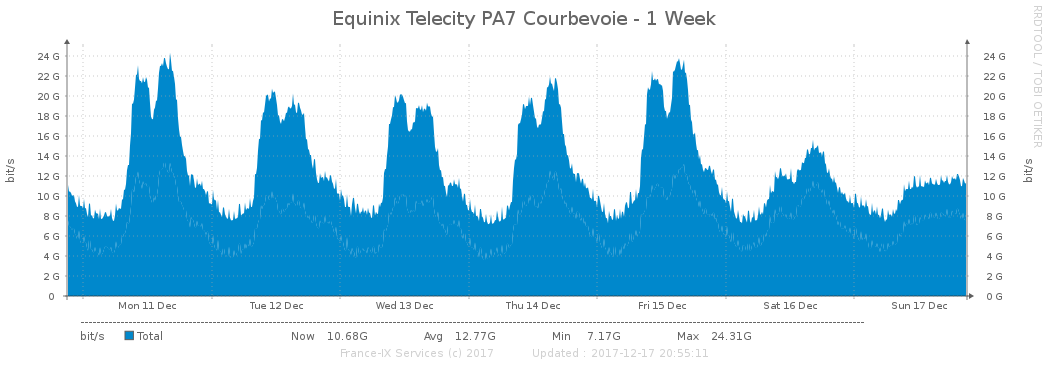 Equinix Telecity PA7 Courbevoie - 1 Week
RRDTOOL / TOBI OETIKER
bit/s
24 G 24 G
22 G 22 G
20 G 20 G
18 G 18 G
16 G 16 G
14 G 14 G
12 G 12 G
10 G 10 G
8 G 8 G
6 G 6 G
4 G 4 G
2 G 2 G
0 0 G
bit/s
Mon 11 Dec Tue 12 Dec Wed 13 Dec Thu 14 Dec Fri 15 Dec Sat 16 Dec Sun 17 Dec
bit/s Total Now 10.68G Avg 12.77G Min 7.17G Max 24.31G
France-IX Services (c) 2017 Updated : 2017-12-17 20:55:11